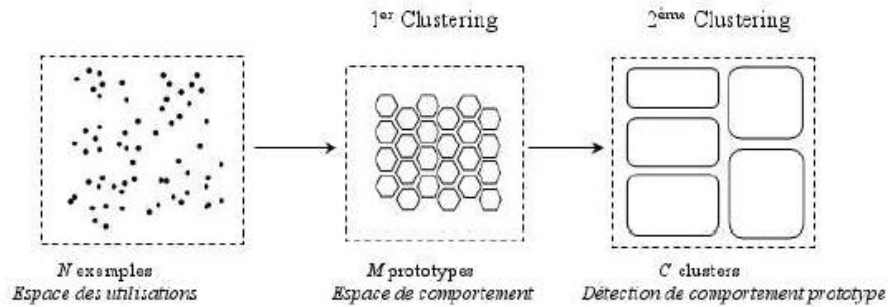 1er Clustering
2ème Clustering
N exemples
Espace des utilisations
M prototypes
Espace de comportement
C clusters
Détection de comportement prototype